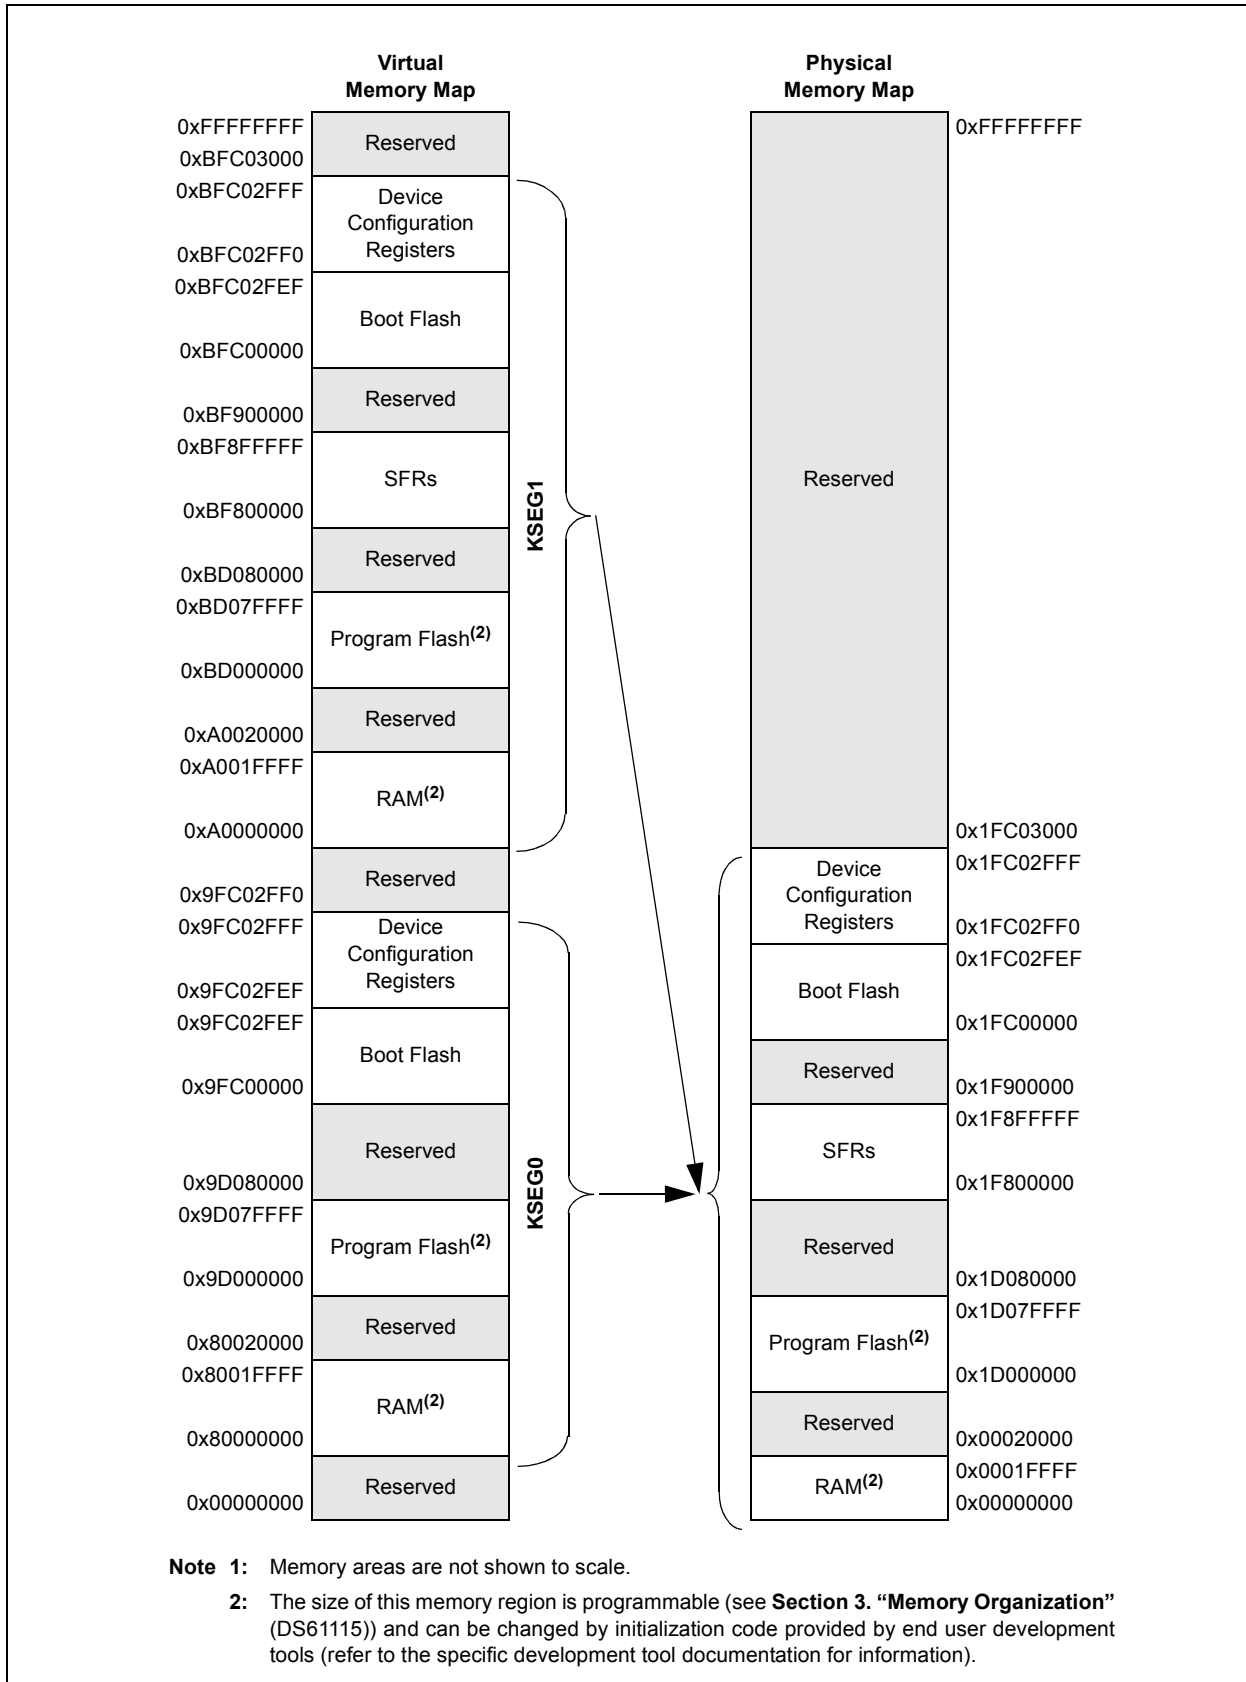 Virtual
Memory Map
0xFFFFFFFF
Reserved
0xBFC03000
0xBFC02FFF
Device
Configuration
Registers
0xBFC02FF0
0xBFC02FEF
Boot Flash
0xBFC00000
Reserved
0xBF900000
0xBF8FFFFF
SFRs
0xBF800000
Reserved
0xBD080000
0xBD07FFFF
Program Flash(2)
0xBD000000
Reserved
0xA0020000
0xA001FFFF
RAM(2)
0xA0000000
KSEG1
Reserved
0x9FC02FF0
0x9FC02FFF
Device
Configuration
Registers
0x9FC02FEF
0x9FC02FEF
Boot Flash
0x9FC00000
Reserved
0x9D080000
0x9D07FFFF
Program Flash(2)
0x9D000000
Reserved
0x80020000
0x8001FFFF
RAM(2)
0x80000000
KSEG0
Reserved
0x00000000
Physical
Memory Map
0xFFFFFFFF
Reserved
0x1FC03000
0x1FC02FFF
Device
Configuration
Registers
0x1FC02FF0
0x1FC02FEF
Boot Flash
0x1FC00000
Reserved
0x1F900000
0x1F8FFFFF
SFRs
0x1F800000
Reserved
0x1D080000
0x1D07FFFF
Program Flash(2)
0x1D000000
Reserved
0x00020000
0x0001FFFF
RAM(2)
0x00000000
Note 1: Memory areas are not shown to scale.
2: The size of this memory region is programmable (see Section 3. “Memory Organization”
(DS61115)) and can be changed by initialization code provided by end user development
tools (refer to the specific development tool documentation for information).